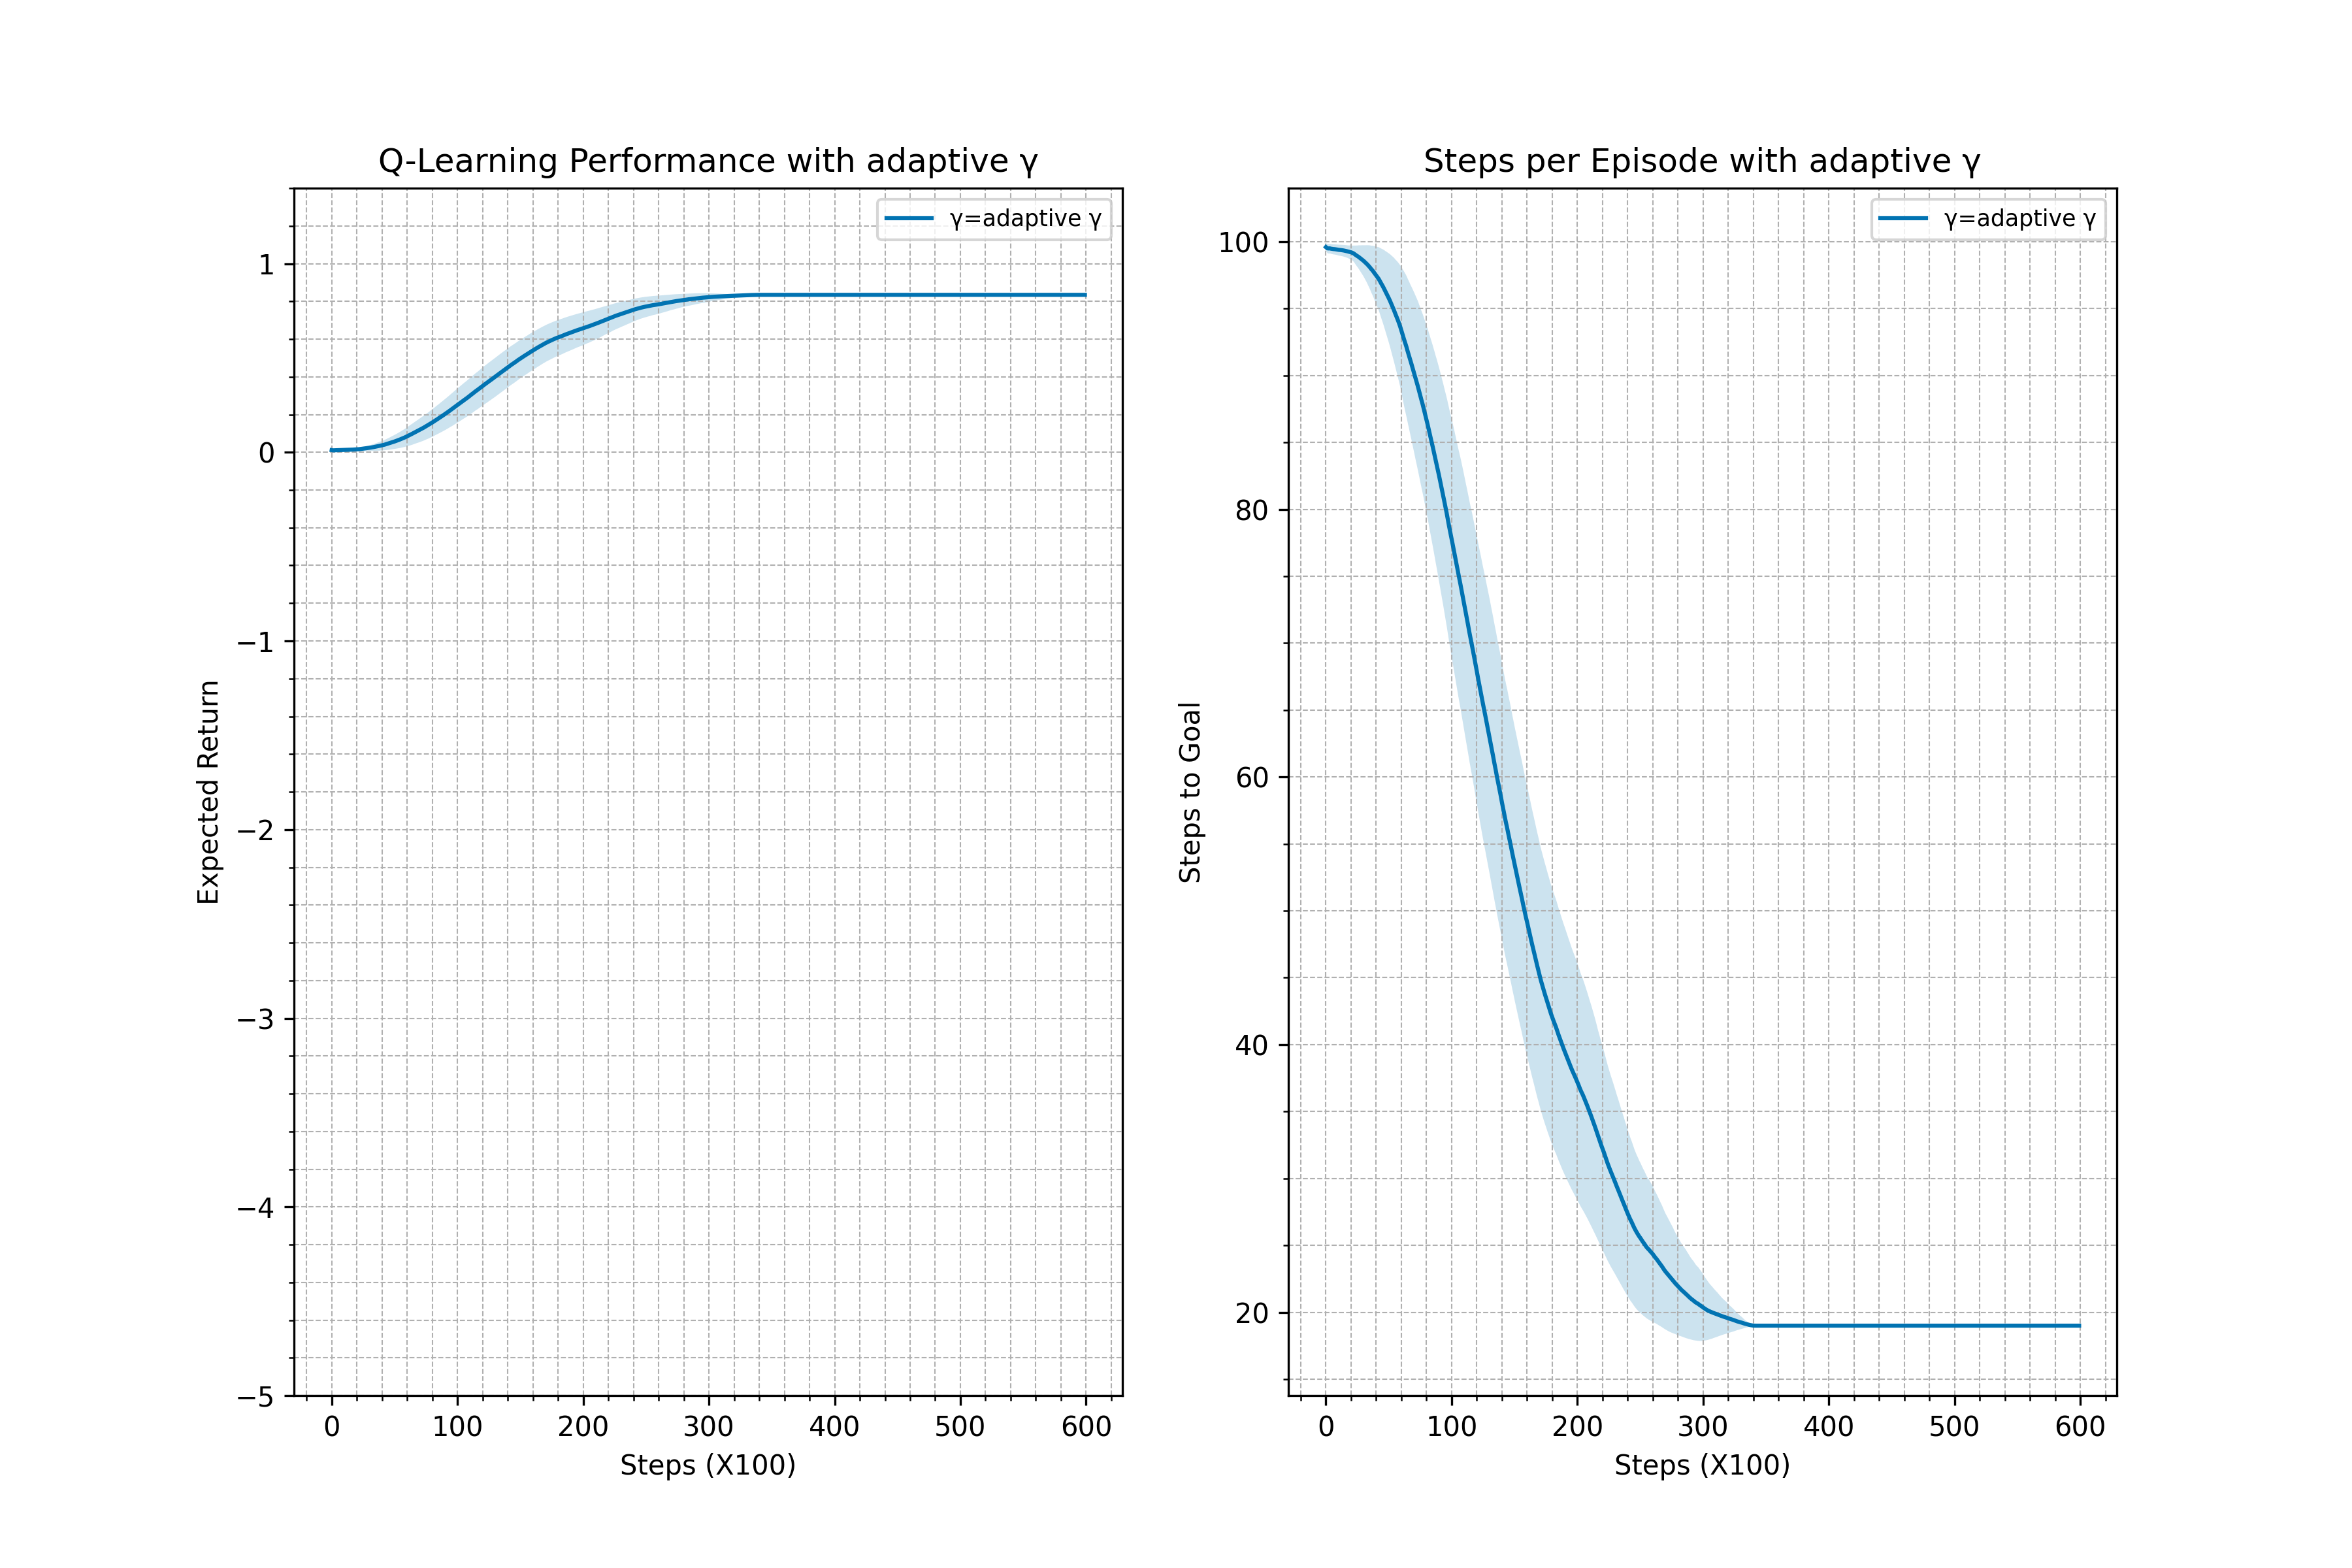 Q-Learning Performance with adaptive γ
γ=adaptive γ
1
0
−1
−2
−3
−4
−5
Expected Return
0 100 200 300 400 500 600
Steps (X100)
Steps per Episode with adaptive γ
γ=adaptive γ
100
80
60
40
20
Steps to Goal
0 100 200 300 400 500 600
Steps (X100)